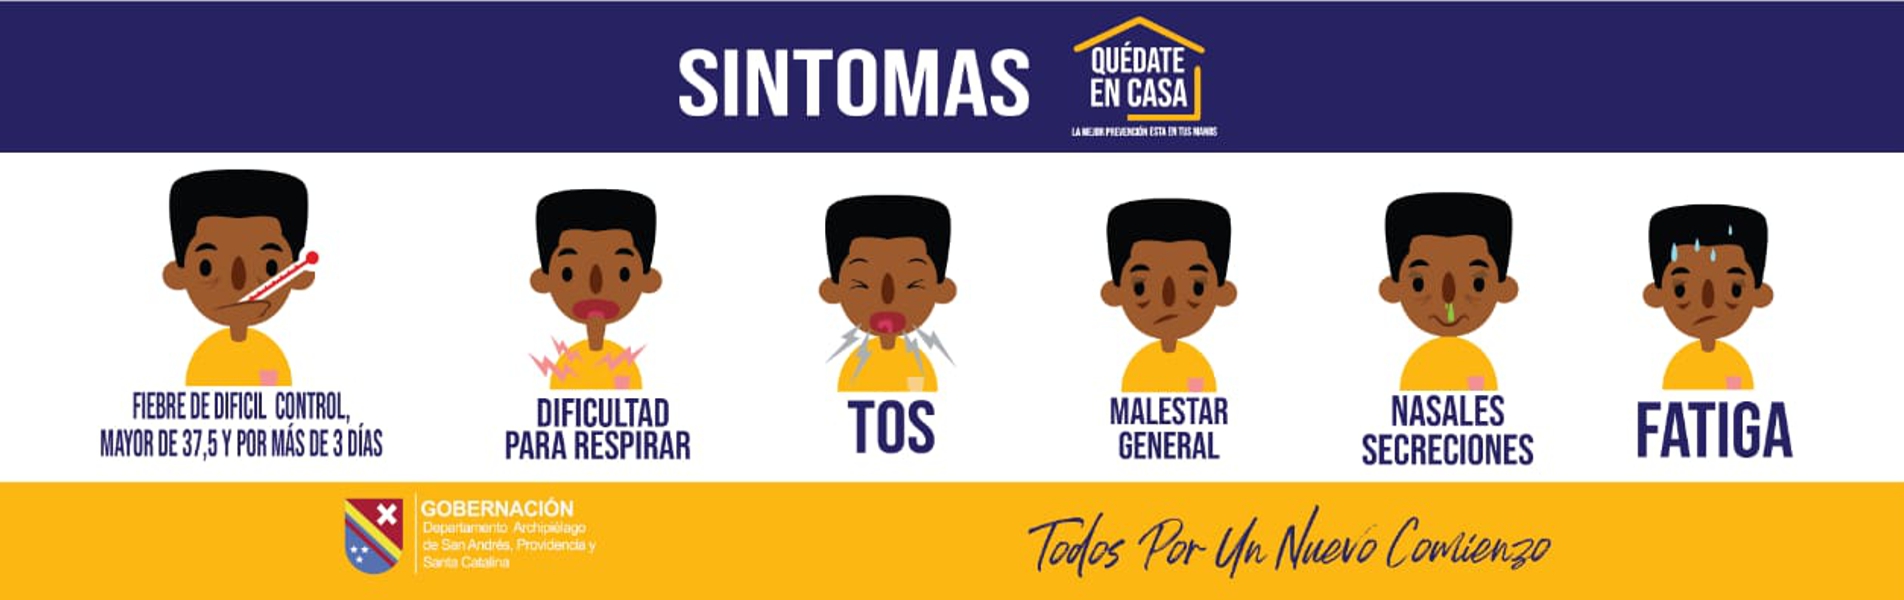 SINTOMAS
QUÉDATE
EN CASA
LA MEJOR PREVENCIÓN ESTA EN TUS MANOS
FIEBRE DE DIFICIL CONTROL,
MAYOR DE 37,5 Y POR MÁS DE 3 DÍAS
DIFICULTAD
PARA RESPIRAR
TOS
MALESTAR
GENERAL
NASALES
SECRECIONES
FATIGA
GOBERNACIÓN
Departamento Archipiélago
de San Andrés, Providencia y
Santa Catalina
Todos Por Un Nuevo Comienzo